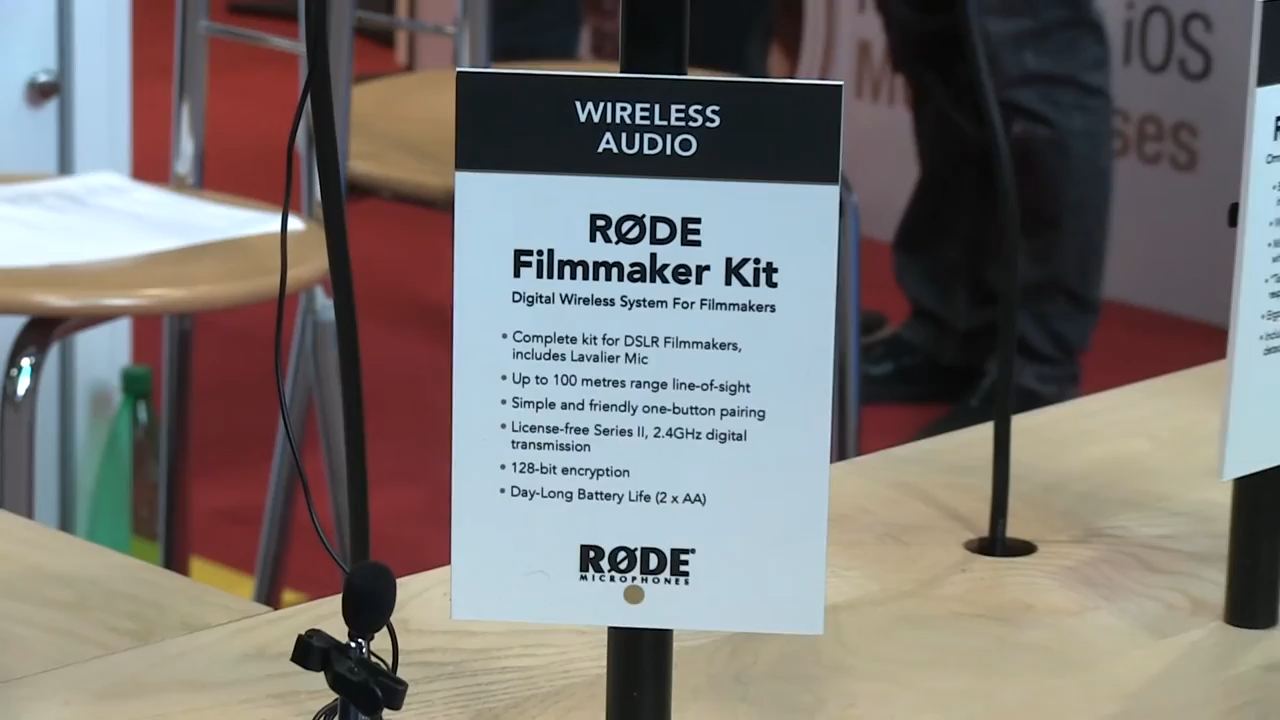 WIRELESS
AUDIO
RØDE
Filmmaker Kit
Digital Wireless System For Filmmakers
• Complete kit for DSLR Filmmakers,
includes Lavalier Mic
• Up to 100 metres range line-of-sight
• Simple and friendly one-button pairing
• License-free Series II, 2.4GHz digital
transmission
• 128-bit encryption
• Day-Long Battery Life (2 x AA)
RØDE®
MICROPHONES
iOS